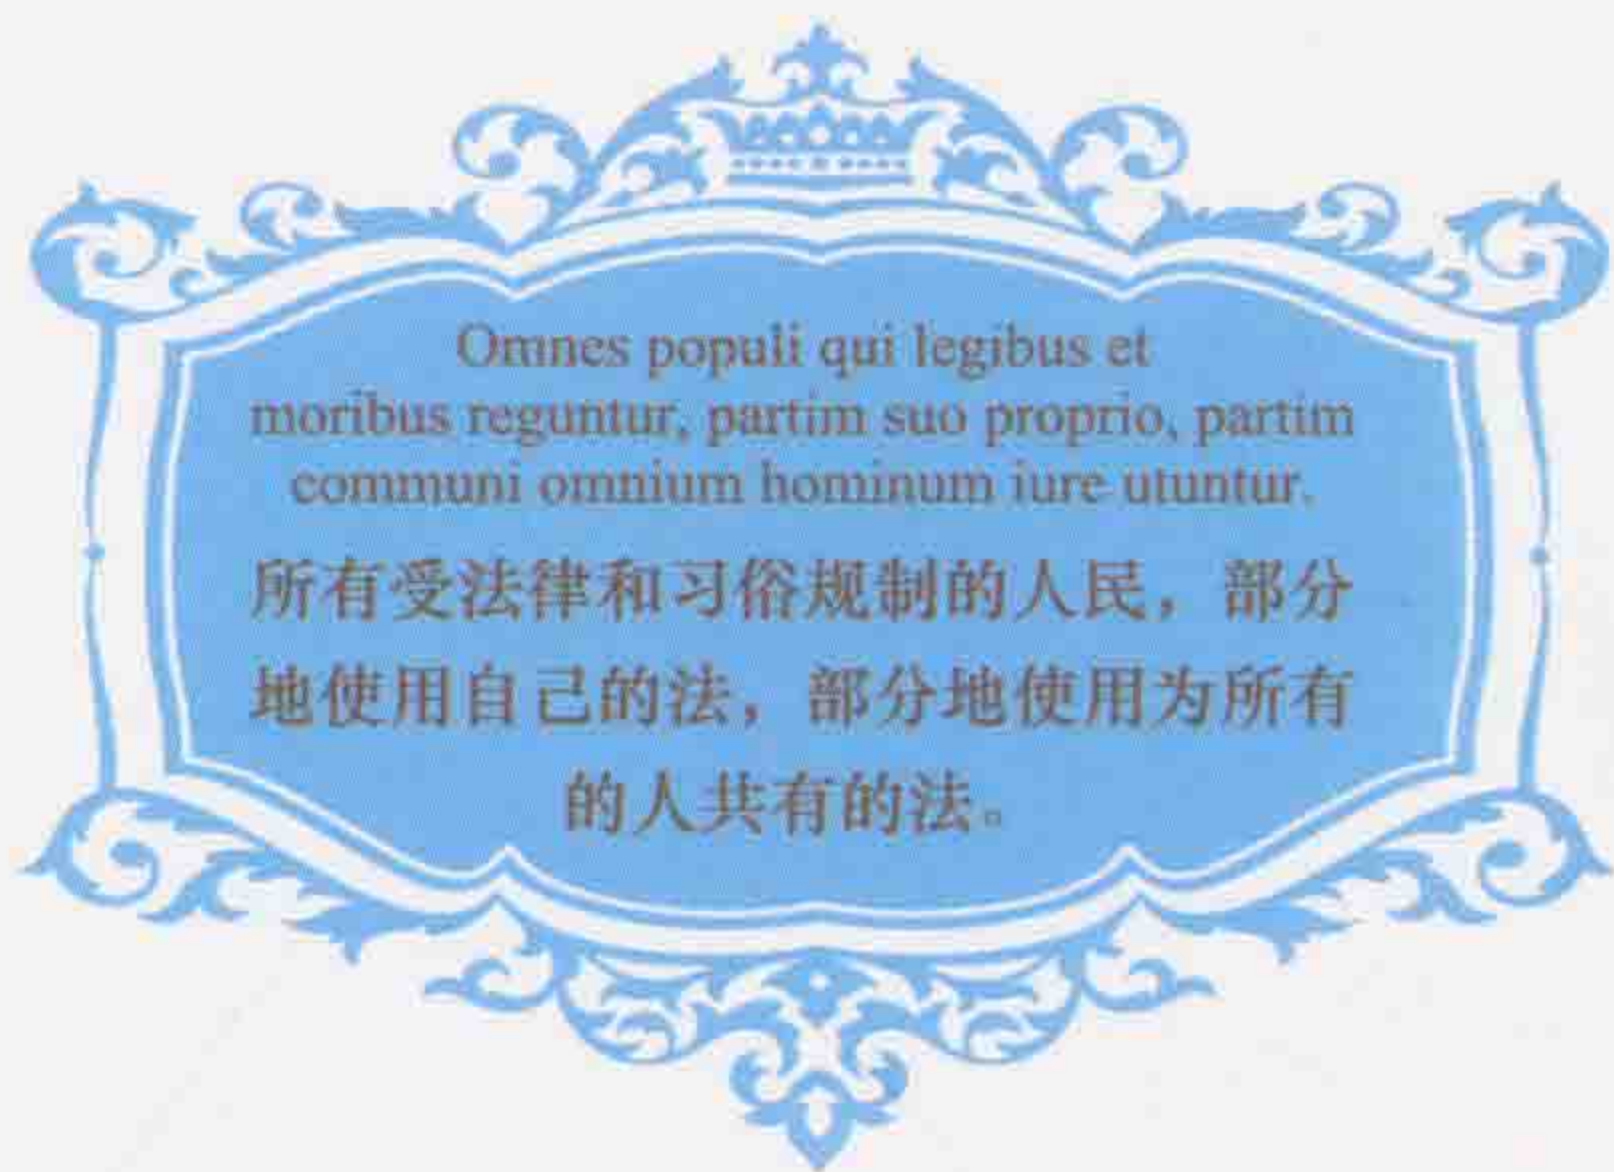 Omnes populi qui legibus et
moribus reguntur, partim suo proprio, partim
communi omnium hominum iure utuntur.
所有受法律和习俗规制的人民，部分
地使用自己的法，部分地使用为所有
的人共有的法。